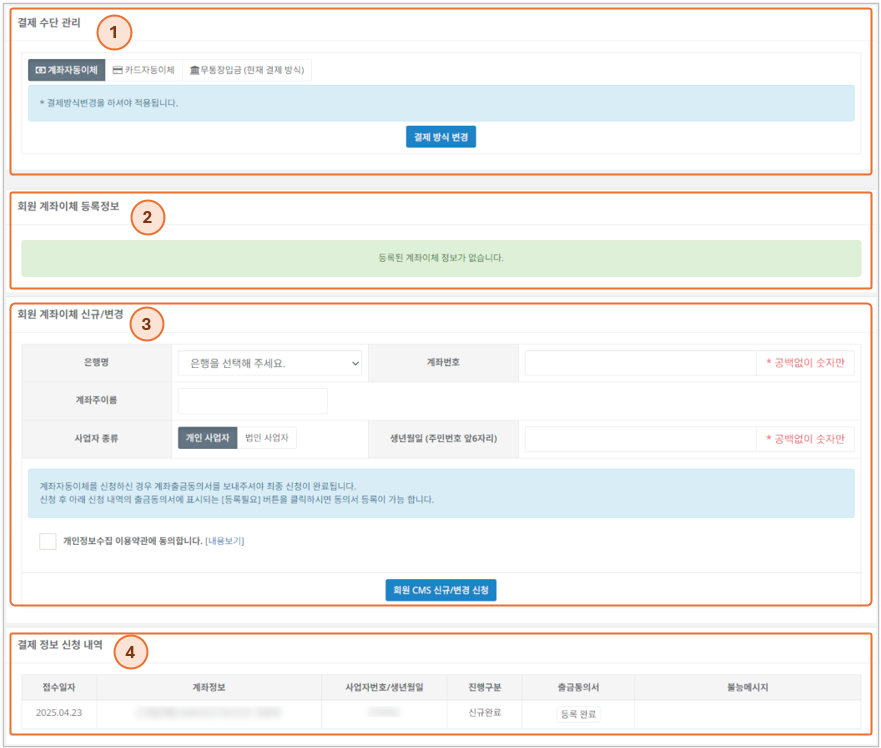 결제 수단 관리
1
계좌자동이체 카드자동이체 무통장입금 (현재 결제 방식)
* 결제방식변경을 하셔야 적용됩니다.
결제 방식 변경
회원 계좌이체 등록정보
2
등록된 계좌이체 정보가 없습니다.
회원 계좌이체 신규/변경
3
은행명 은행을 선택해 주세요. 계좌번호 * 공백없이 숫자만
계좌주이름
사업자 종류 개인 사업자 법인 사업자 생년월일 (주민번호 앞6자리) * 공백없이 숫자만
계좌자동이체를 신청하신 경우 계좌출금동의서를 보내주셔야 최종 신청이 완료됩니다.
신청 후 아래 신청 내역의 출금동의서에 표시되는 [등록필요] 버튼을 클릭하시면 동의서 등록이 가능 합니다.
개인정보수집 이용약관에 동의합니다. [내용보기]
회원 CMS 신규/변경 신청
결제 정보 신청 내역
4
접수일자 계좌정보 사업자번호/생년월일 진행구분 출금동의서 불능메시지
2025.04.23 신규완료 등록 완료